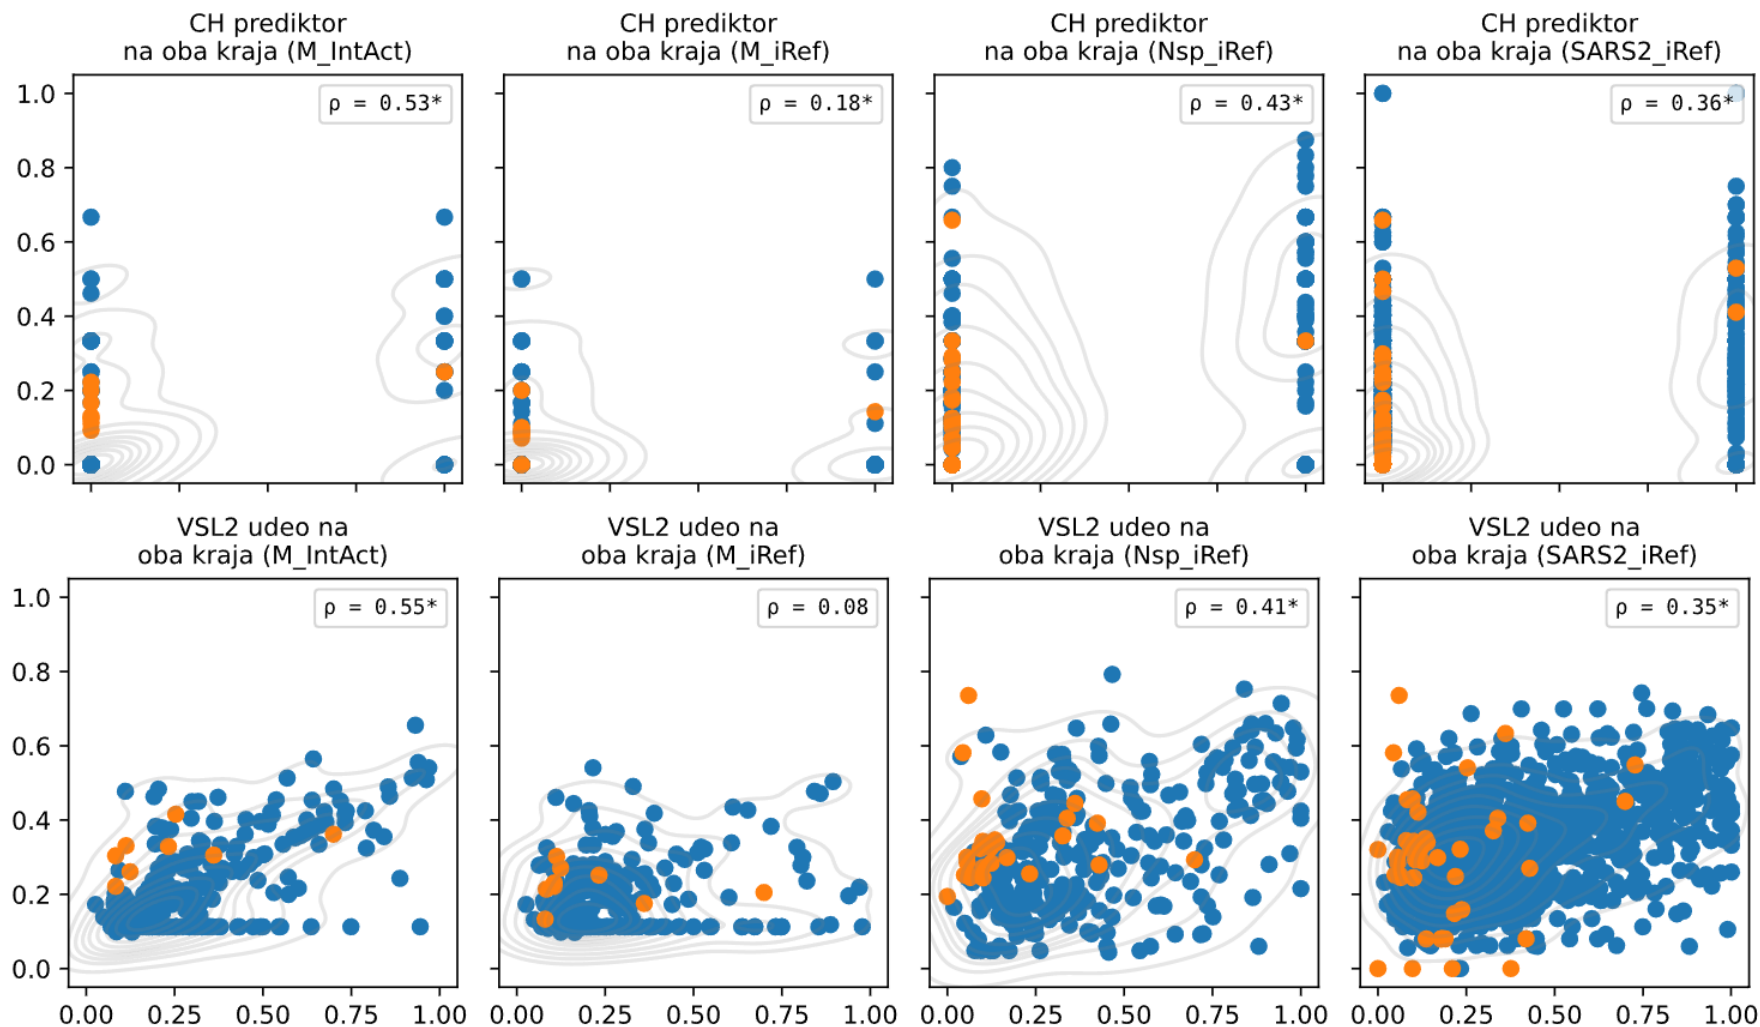 CH prediktor
na oba kraja (M_IntAct)
CH prediktor
na oba kraja (M_iRef)
CH prediktor
na oba kraja (Nsp_iRef)
CH prediktor
na oba kraja (SARS2_iRef)
ρ = 0.53*
ρ = 0.18*
ρ = 0.43*
ρ = 0.36*
1.0
0.8
0.6
0.4
0.2
0.0
VSL2 udeo na
oba kraja (M_IntAct)
VSL2 udeo na
oba kraja (M_iRef)
VSL2 udeo na
oba kraja (Nsp_iRef)
VSL2 udeo na
oba kraja (SARS2_iRef)
ρ = 0.55*
ρ = 0.08
ρ = 0.41*
ρ = 0.35*
1.0
0.8
0.6
0.4
0.2
0.0
0.00 0.25 0.50 0.75 1.00
0.00 0.25 0.50 0.75 1.00
0.00 0.25 0.50 0.75 1.00
0.00 0.25 0.50 0.75 1.00